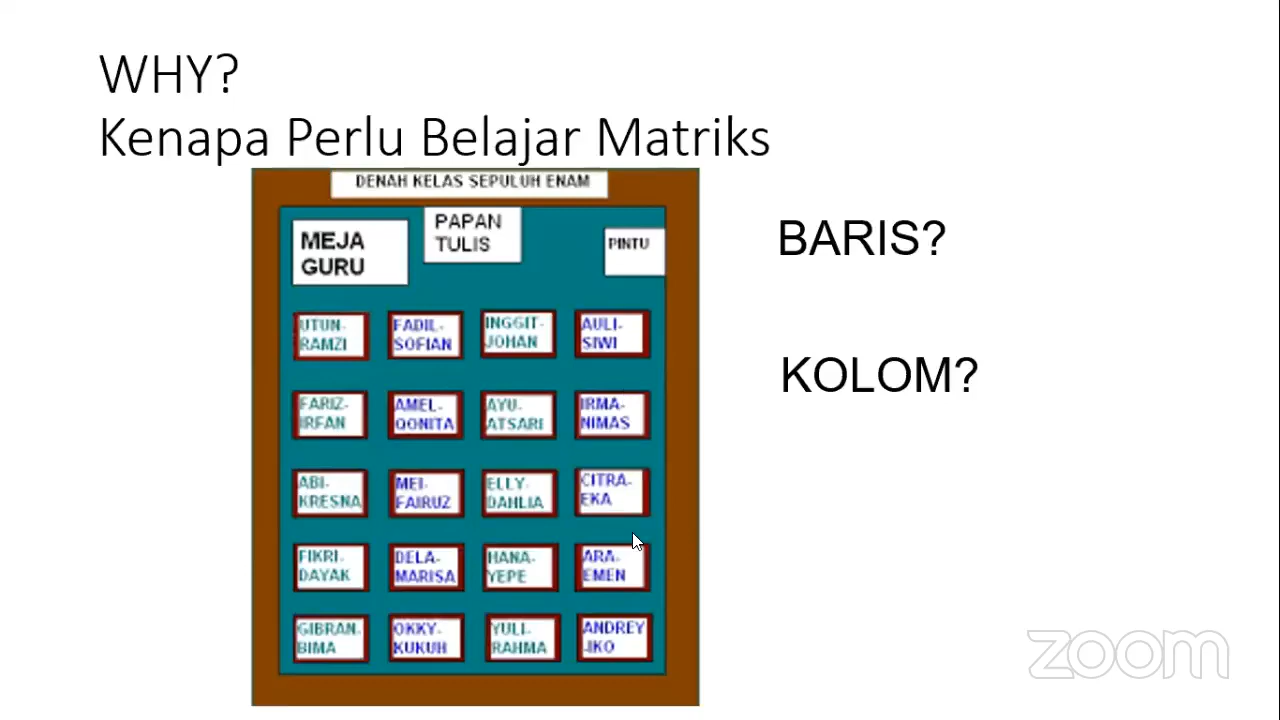 WHY?
Kenapa Perlu Belajar Matriks
DENAH KELAS SEPULUH ENAM
MEJA
GURU
PAPAN
TULIS
PINTU
BARIS?
KOLOM?
UTUN-
RAMZI
FADIL-
SOFIAN
INGGIT-
JOHAN
AULI-
SIWI
FARIZ-
IRFAN
AMEL-
QONITA
AYU-
ATSARI
IRMA-
NIMAS
ABI-
KRESNA
MEI-
FAIRUZ
ELLY-
DAHLIA
CITRA-
EKA
FIKRI-
DAYAK
DELA-
MARISA
HANA-
YEPE
ARA-
EMEN
GIBRAN-
BIMA
OKKY-
KUKUH
YULI-
RAHMA
ANDREY
-IKO
zoom